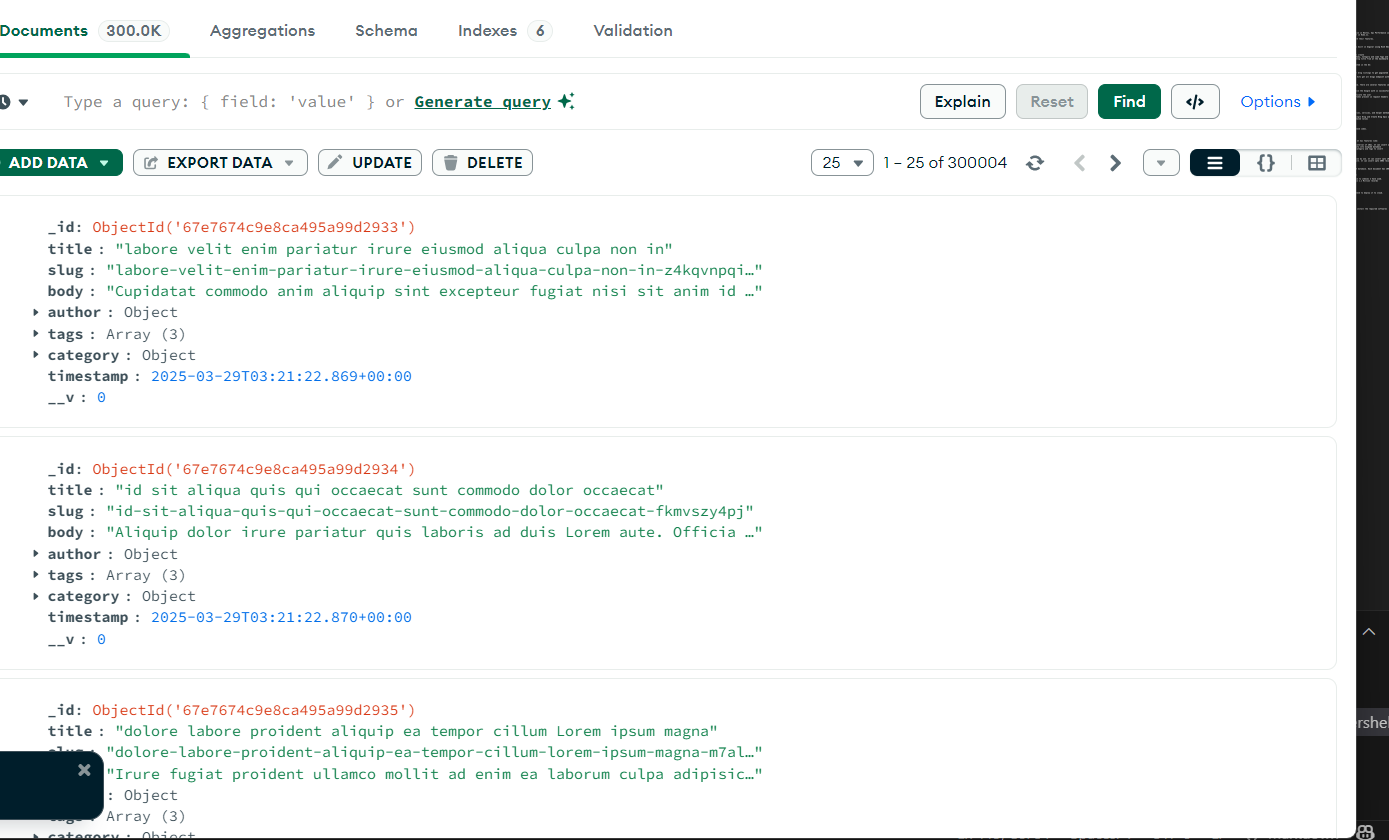 Documents 300.0K Aggregations Schema Indexes 6 Validation
Type a query: { field: 'value' } or Generate query Explain Reset Find </> Options
ADD DATA EXPORT DATA UPDATE DELETE 25 1 – 25 of 300004 {}
_id: ObjectId('67e7674c9e8ca495a99d2933')
title : "labore velit enim pariatur irure eiusmod aliqua culpa non in"
slug : "labore-velit-enim-pariatur-irure-eiusmod-aliqua-culpa-non-in-z4kqvnpqi…"
body : "Cupidatat commodo anim aliquip sint excepteur fugiat nisi sit anim id …"
author : Object
tags : Array (3)
category : Object
timestamp : 2025-03-29T03:21:22.869+00:00
__v : 0
_id: ObjectId('67e7674c9e8ca495a99d2934')
title : "id sit aliqua quis qui occaecat sunt commodo dolor occaecat"
slug : "id-sit-aliqua-quis-qui-occaecat-sunt-commodo-dolor-occaecat-fkmvszy4pj"
body : "Aliquip dolor irure pariatur quis laboris ad duis Lorem aute. Officia …"
author : Object
tags : Array (3)
category : Object
timestamp : 2025-03-29T03:21:22.870+00:00
__v : 0
_id: ObjectId('67e7674c9e8ca495a99d2935')
title : "dolore labore proident aliquip ea tempor cillum Lorem ipsum magna"
slug : "dolore-labore-proident-aliquip-ea-tempor-cillum-lorem-ipsum-magna-m7al…"
"Irure fugiat proident ullamco mollit ad enim ea laborum culpa adipisic…"
: Object
tags : Array (3)
category : Object